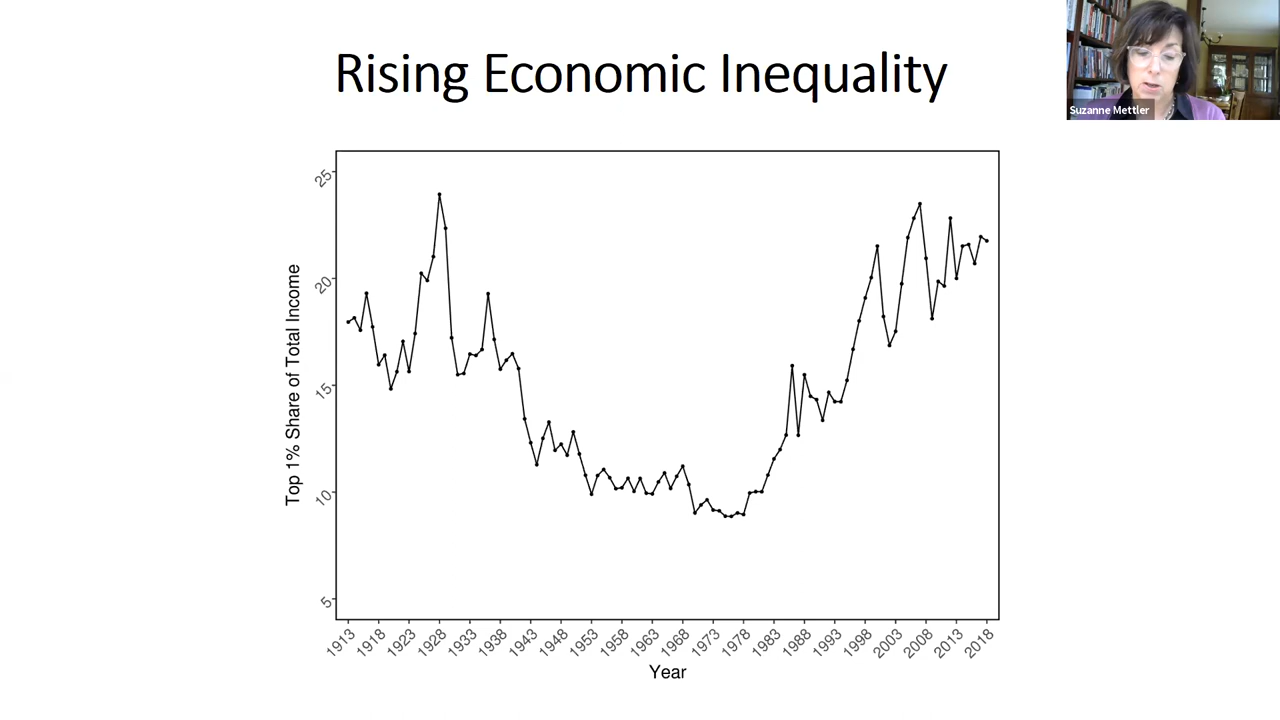 Rising Economic Inequality
Suzanne Mettler
Top 1% Share of Total Income
25
20
15
10
5
1913 1918 1923 1928 1933 1938 1943 1948 1953 1958 1963 1968 1973 1978 1983 1988 1993 1998 2003 2008 2013 2018
Year